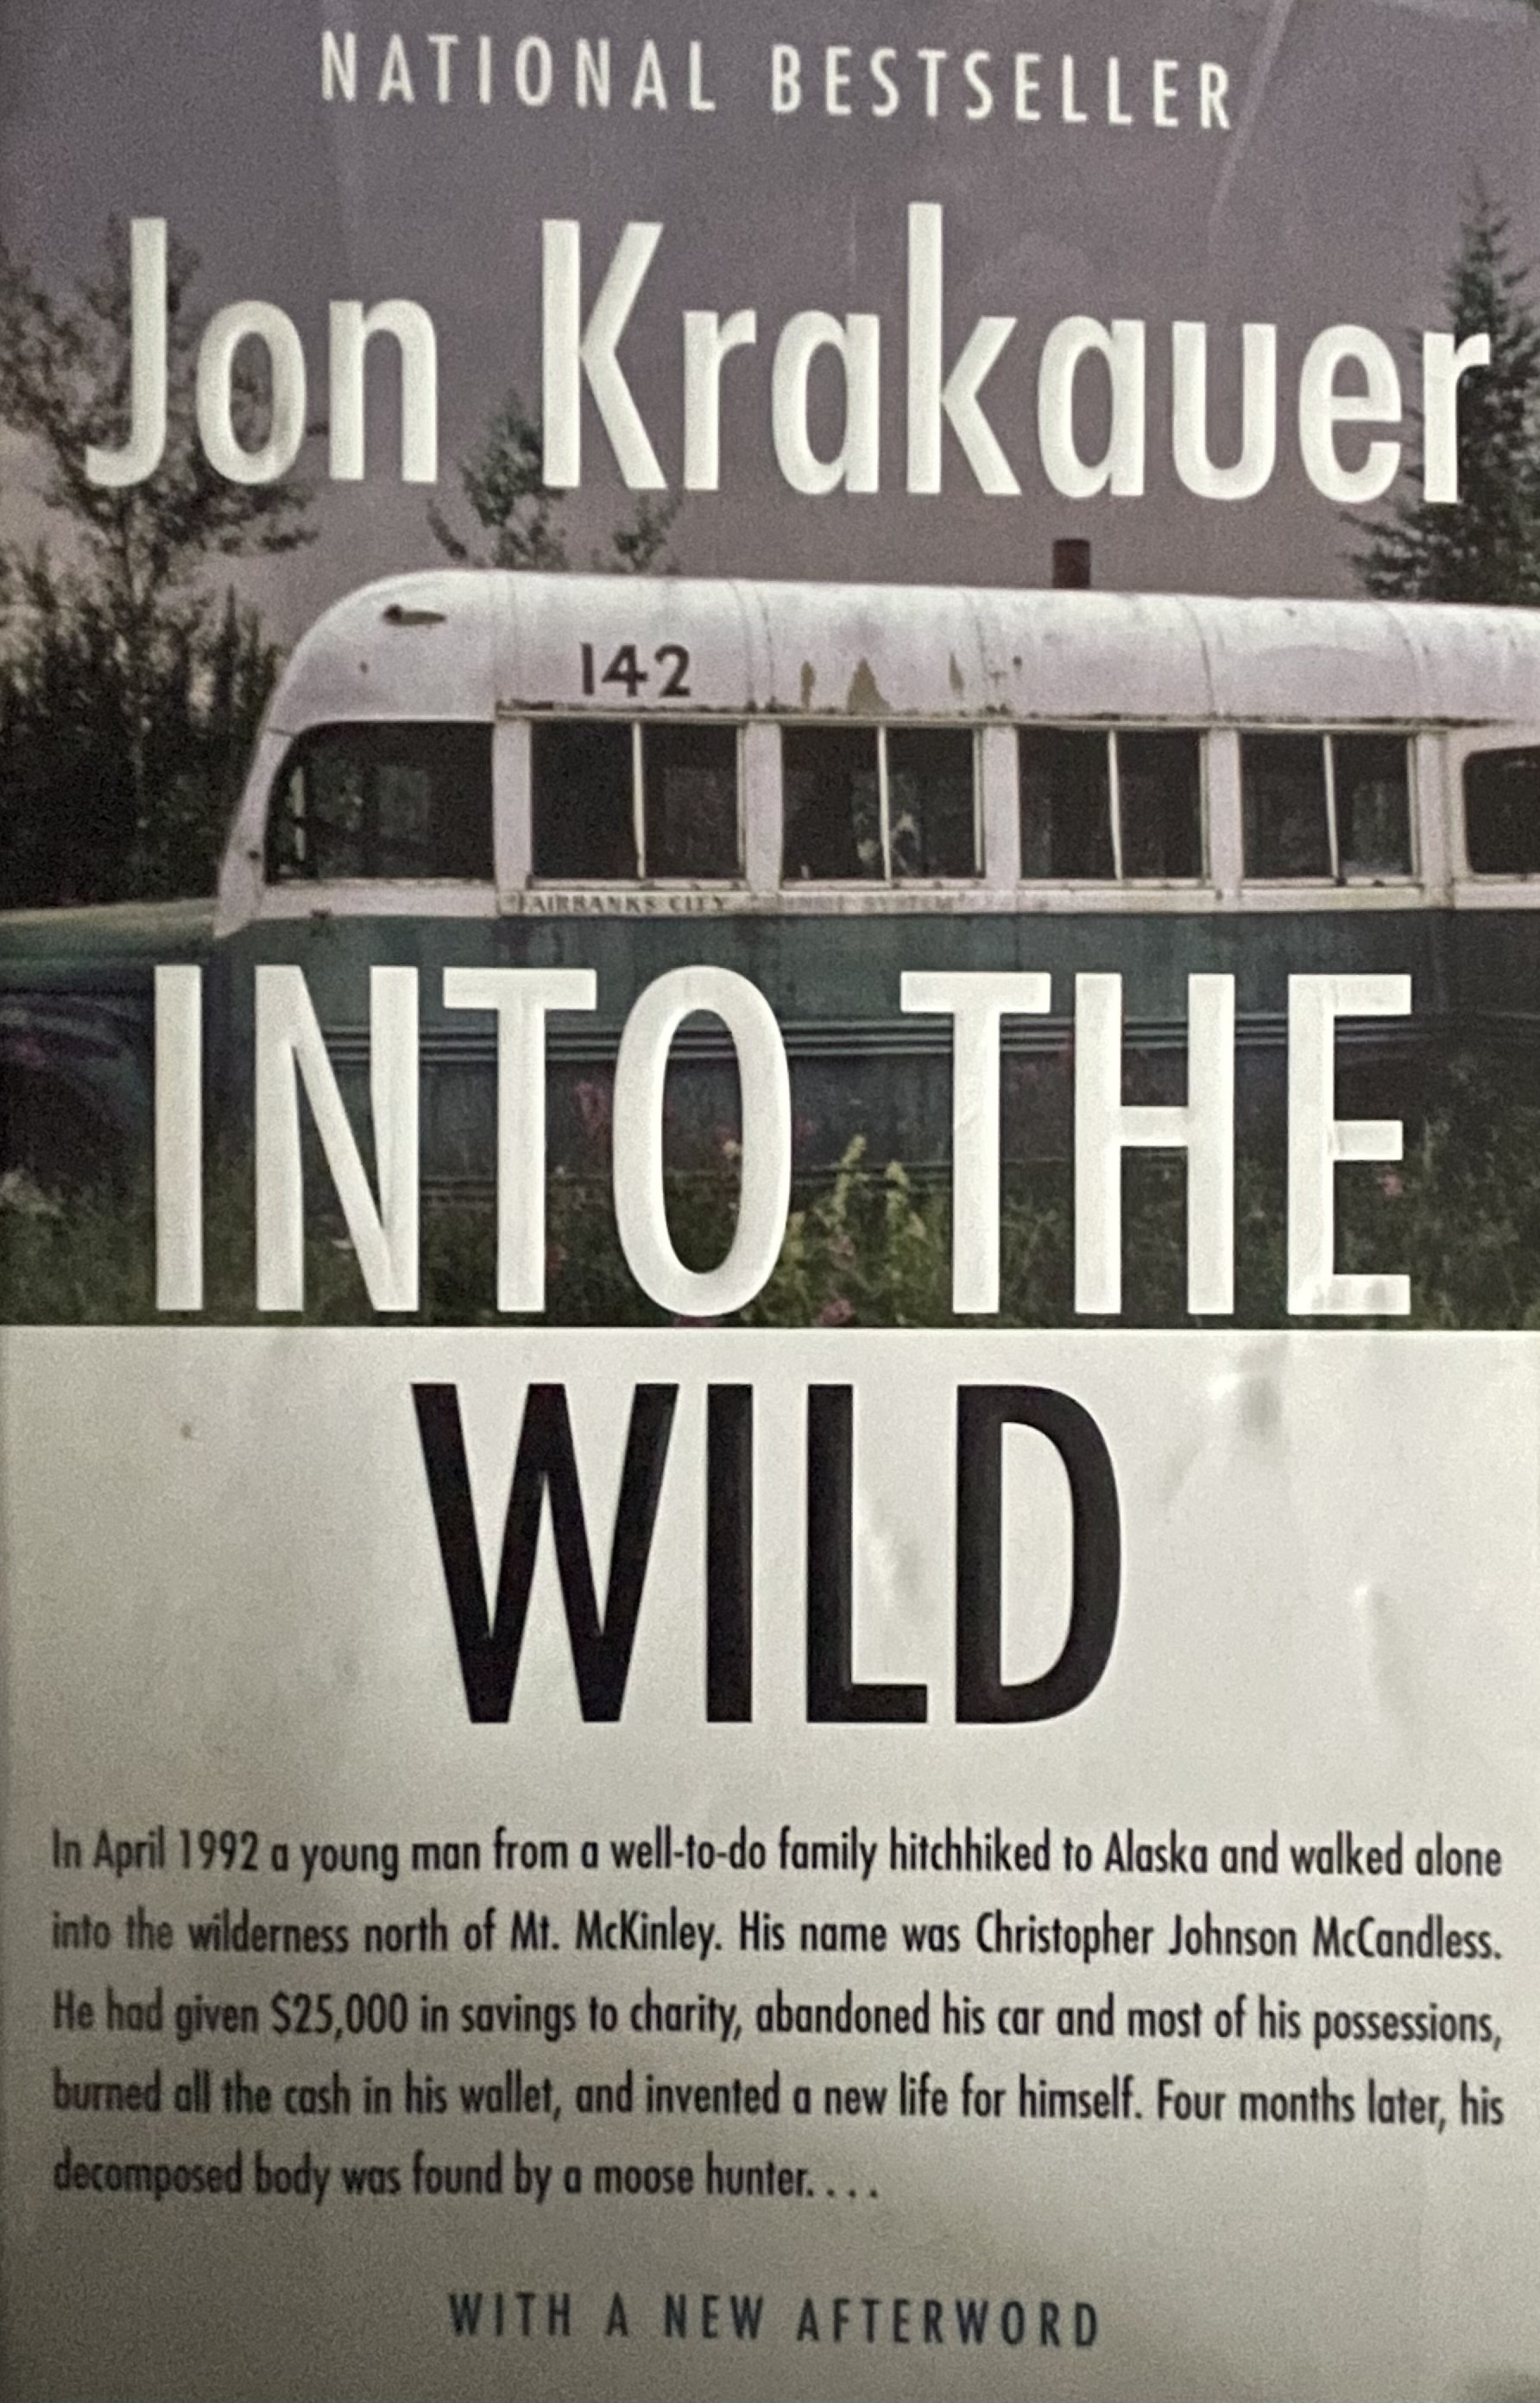 NATIONAL BESTSELLER
Jon Krakauer
142
FAIRBANKS CITY SYSTEM
INTO THE
WILD
In April 1992 a young man from a well-to-do family hitchhiked to Alaska and walked alone
into the wilderness north of Mt. McKinley. His name was Christopher Johnson McCandless.
He had given $25,000 in savings to charity, abandoned his car and most of his possessions,
burned all the cash in his wallet, and invented a new life for himself. Four months later, his
decomposed body was found by a moose hunter. . . .
WITH A NEW AFTERWORD